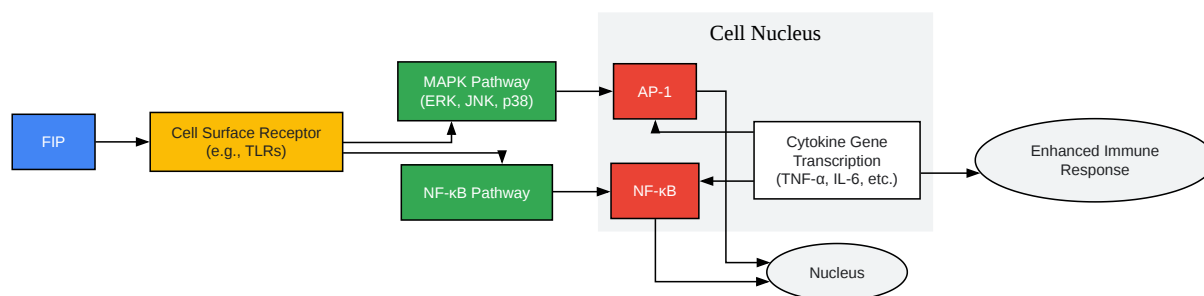 Cell Nucleus
FIP
Cell Surface Receptor
(e.g., TLRs)
MAPK Pathway
(ERK, JNK, p38)
NF-κB Pathway
AP-1
NF-κB
Cytokine Gene
Transcription
(TNF-α, IL-6, etc.)
Enhanced Immune
Response
Nucleus